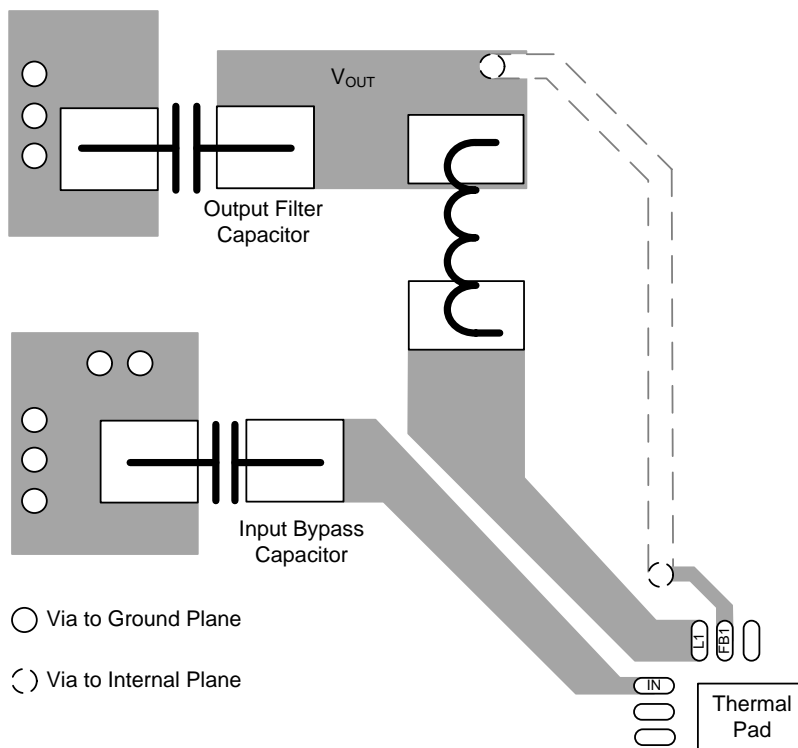 VOUT
Output Filter
Capacitor
Input Bypass
Capacitor
Via to Ground Plane
Via to Internal Plane
L1
FB1
IN
Thermal
Pad